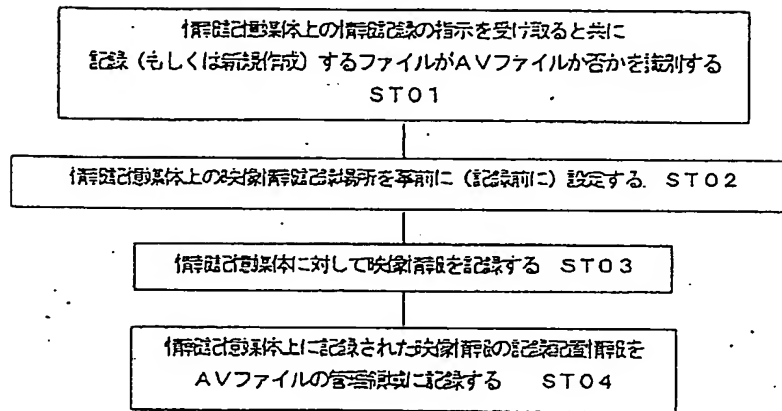 情報記憶媒体上の情報記録の指示を受け取ると共に
記録（もしくは新規作成）するファイルがAVファイルか否かを識別する
ST01
情報記憶媒体上の映像情報記録場所を事前に（記録前に）設定する ST02
情報記憶媒体に対して映像情報を記録する ST03
情報記憶媒体上に記録された映像情報の記録配置情報を
AVファイルの管理領域に記録する ST04